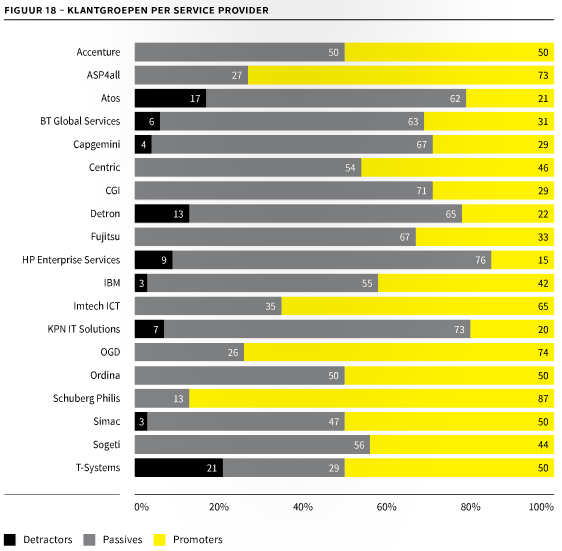 FIGUUR 18 – KLANTGROEPEN PER SERVICE PROVIDER
Accenture 50 50
ASP4all 27 73
Atos 17 62 21
BT Global Services 6 63 31
Capgemini 4 67 29
Centric 54 46
CGI 71 29
Detron 13 65 22
Fujitsu 67 33
HP Enterprise Services 9 76 15
IBM 3 55 42
Imtech ICT 35 65
KPN IT Solutions 7 73 20
OGD 26 74
Ordina 50 50
Schuberg Philis 13 87
Simac 3 47 50
Sogeti 56 44
T-Systems 21 29 50
0% 20% 40% 60% 80% 100%
Detractors Passives Promoters